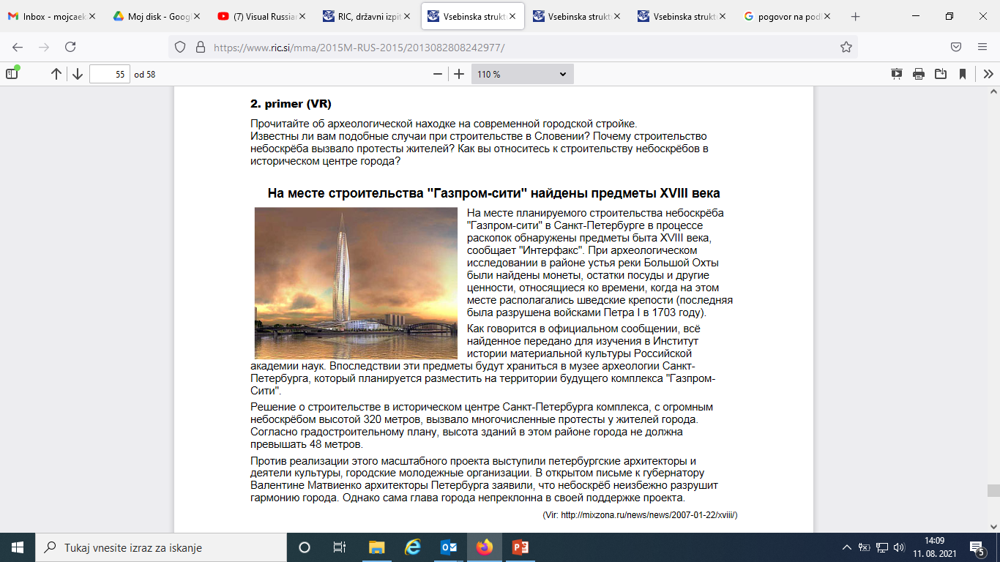 Inbox - mojcaek
Moj disk - Googl
(7) Visual Russian
RIC, državni izpit
Vsebinska struktu
Vsebinska struktu
Vsebinska struktu
pogovor na podl
https://www.ric.si/mma/2015M-RUS-2015/2013082808242977/
55 od 58
110 %
2. primer (VR)
Прочитайте об археологической находке на современной городской стройке.
Известны ли вам подобные случаи при строительстве в Словении? Почему строительство
небоскрёба вызвало протесты жителей? Как вы относитесь к строительству небоскрёбов в
историческом центре города?
На месте строительства "Газпром-сити" найдены предметы XVIII века
На месте планируемого строительства небоскрёба
"Газпром-сити" в Санкт-Петербурге в процессе
раскопок обнаружены предметы быта XVIII века,
сообщает "Интерфакс". При археологическом
исследовании в районе устья реки Большой Охты
были найдены монеты, остатки посуды и другие
ценности, относящиеся ко времени, когда на этом
месте располагались шведские крепости (последняя
была разрушена войсками Петра I в 1703 году).
Как говорится в официальном сообщении, всё
найденное передано для изучения в Институт
истории материальной культуры Российской
академии наук. Впоследствии эти предметы будут храниться в музее археологии Санкт-
Петербурга, который планируется разместить на территории будущего комплекса "Газпром-
Сити".
Решение о строительстве в историческом центре Санкт-Петербурга комплекса, с огромным
небоскрёбом высотой 320 метров, вызвало многочисленные протесты у жителей города.
Согласно градостроительному плану, высота зданий в этом районе города не должна
превышать 48 метров.
Против реализации этого масштабного проекта выступили петербургские архитекторы и
деятели культуры, городские молодежные организации. В открытом письме к губернатору
Валентине Матвиенко архитекторы Петербурга заявили, что небоскрёб неизбежно разрушит
гармонию города. Однако сама глава города непреклонна в своей поддержке проекта.
(Vir: http://mixzona.ru/news/news/2007-01-22/xviii/)
Tukaj vnesite izraz za iskanje
14:09
11. 08. 2021
5